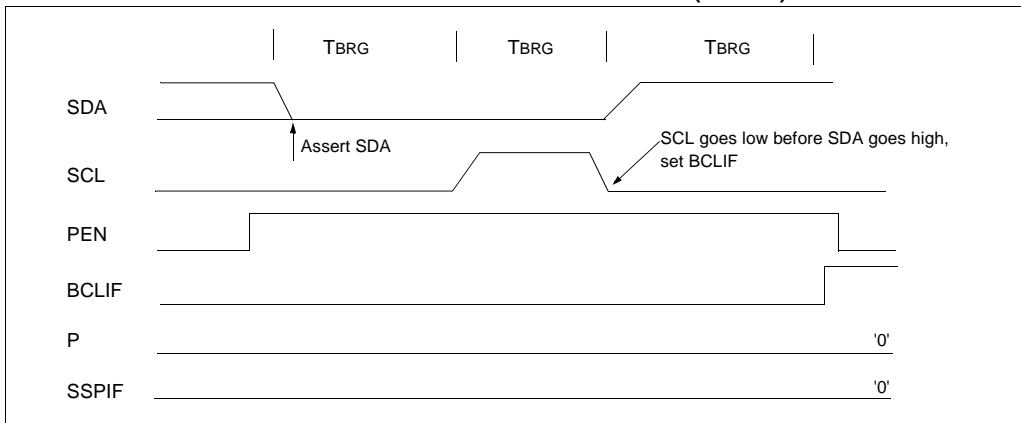 TBRG TBRG TBRG
SDA
Assert SDA
SCL goes low before SDA goes high,
set BCLIF
SCL
PEN
BCLIF
P '0'
SSPIF '0'